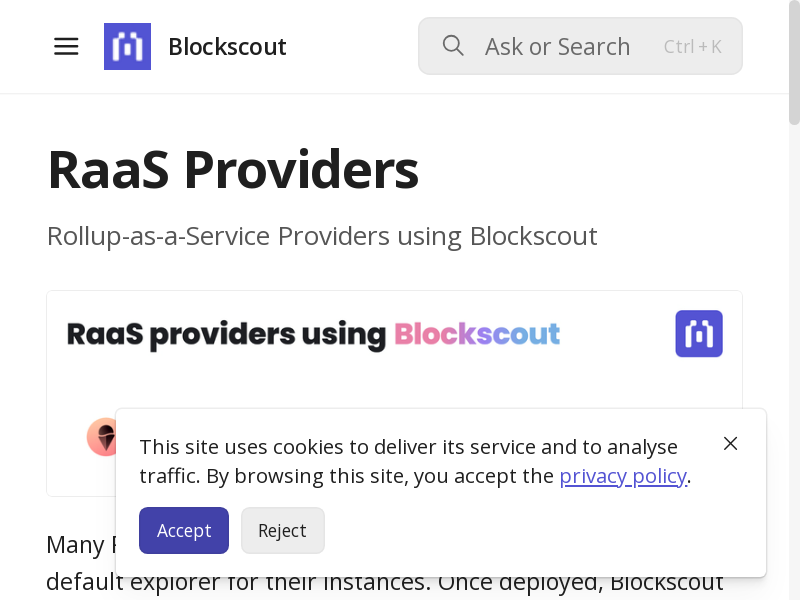 Blockscout
Ask or Search
Ctrl + K
RaaS Providers
Rollup-as-a-Service Providers using Blockscout
RaaS providers using Blockscout
This site uses cookies to deliver its service and to analyse
traffic. By browsing this site, you accept the privacy policy.
Accept
Reject
Many
default explorer for their instances. Once deployed, Blockscout